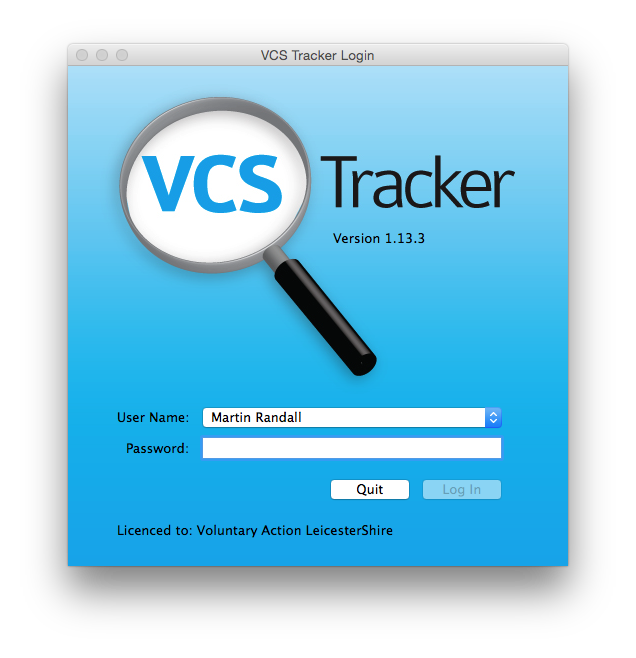 VCS Tracker Login
VCS Tracker
Version 1.13.3
User Name: Martin Randall
Password:
Quit Log In
Licenced to: Voluntary Action LeicesterShire